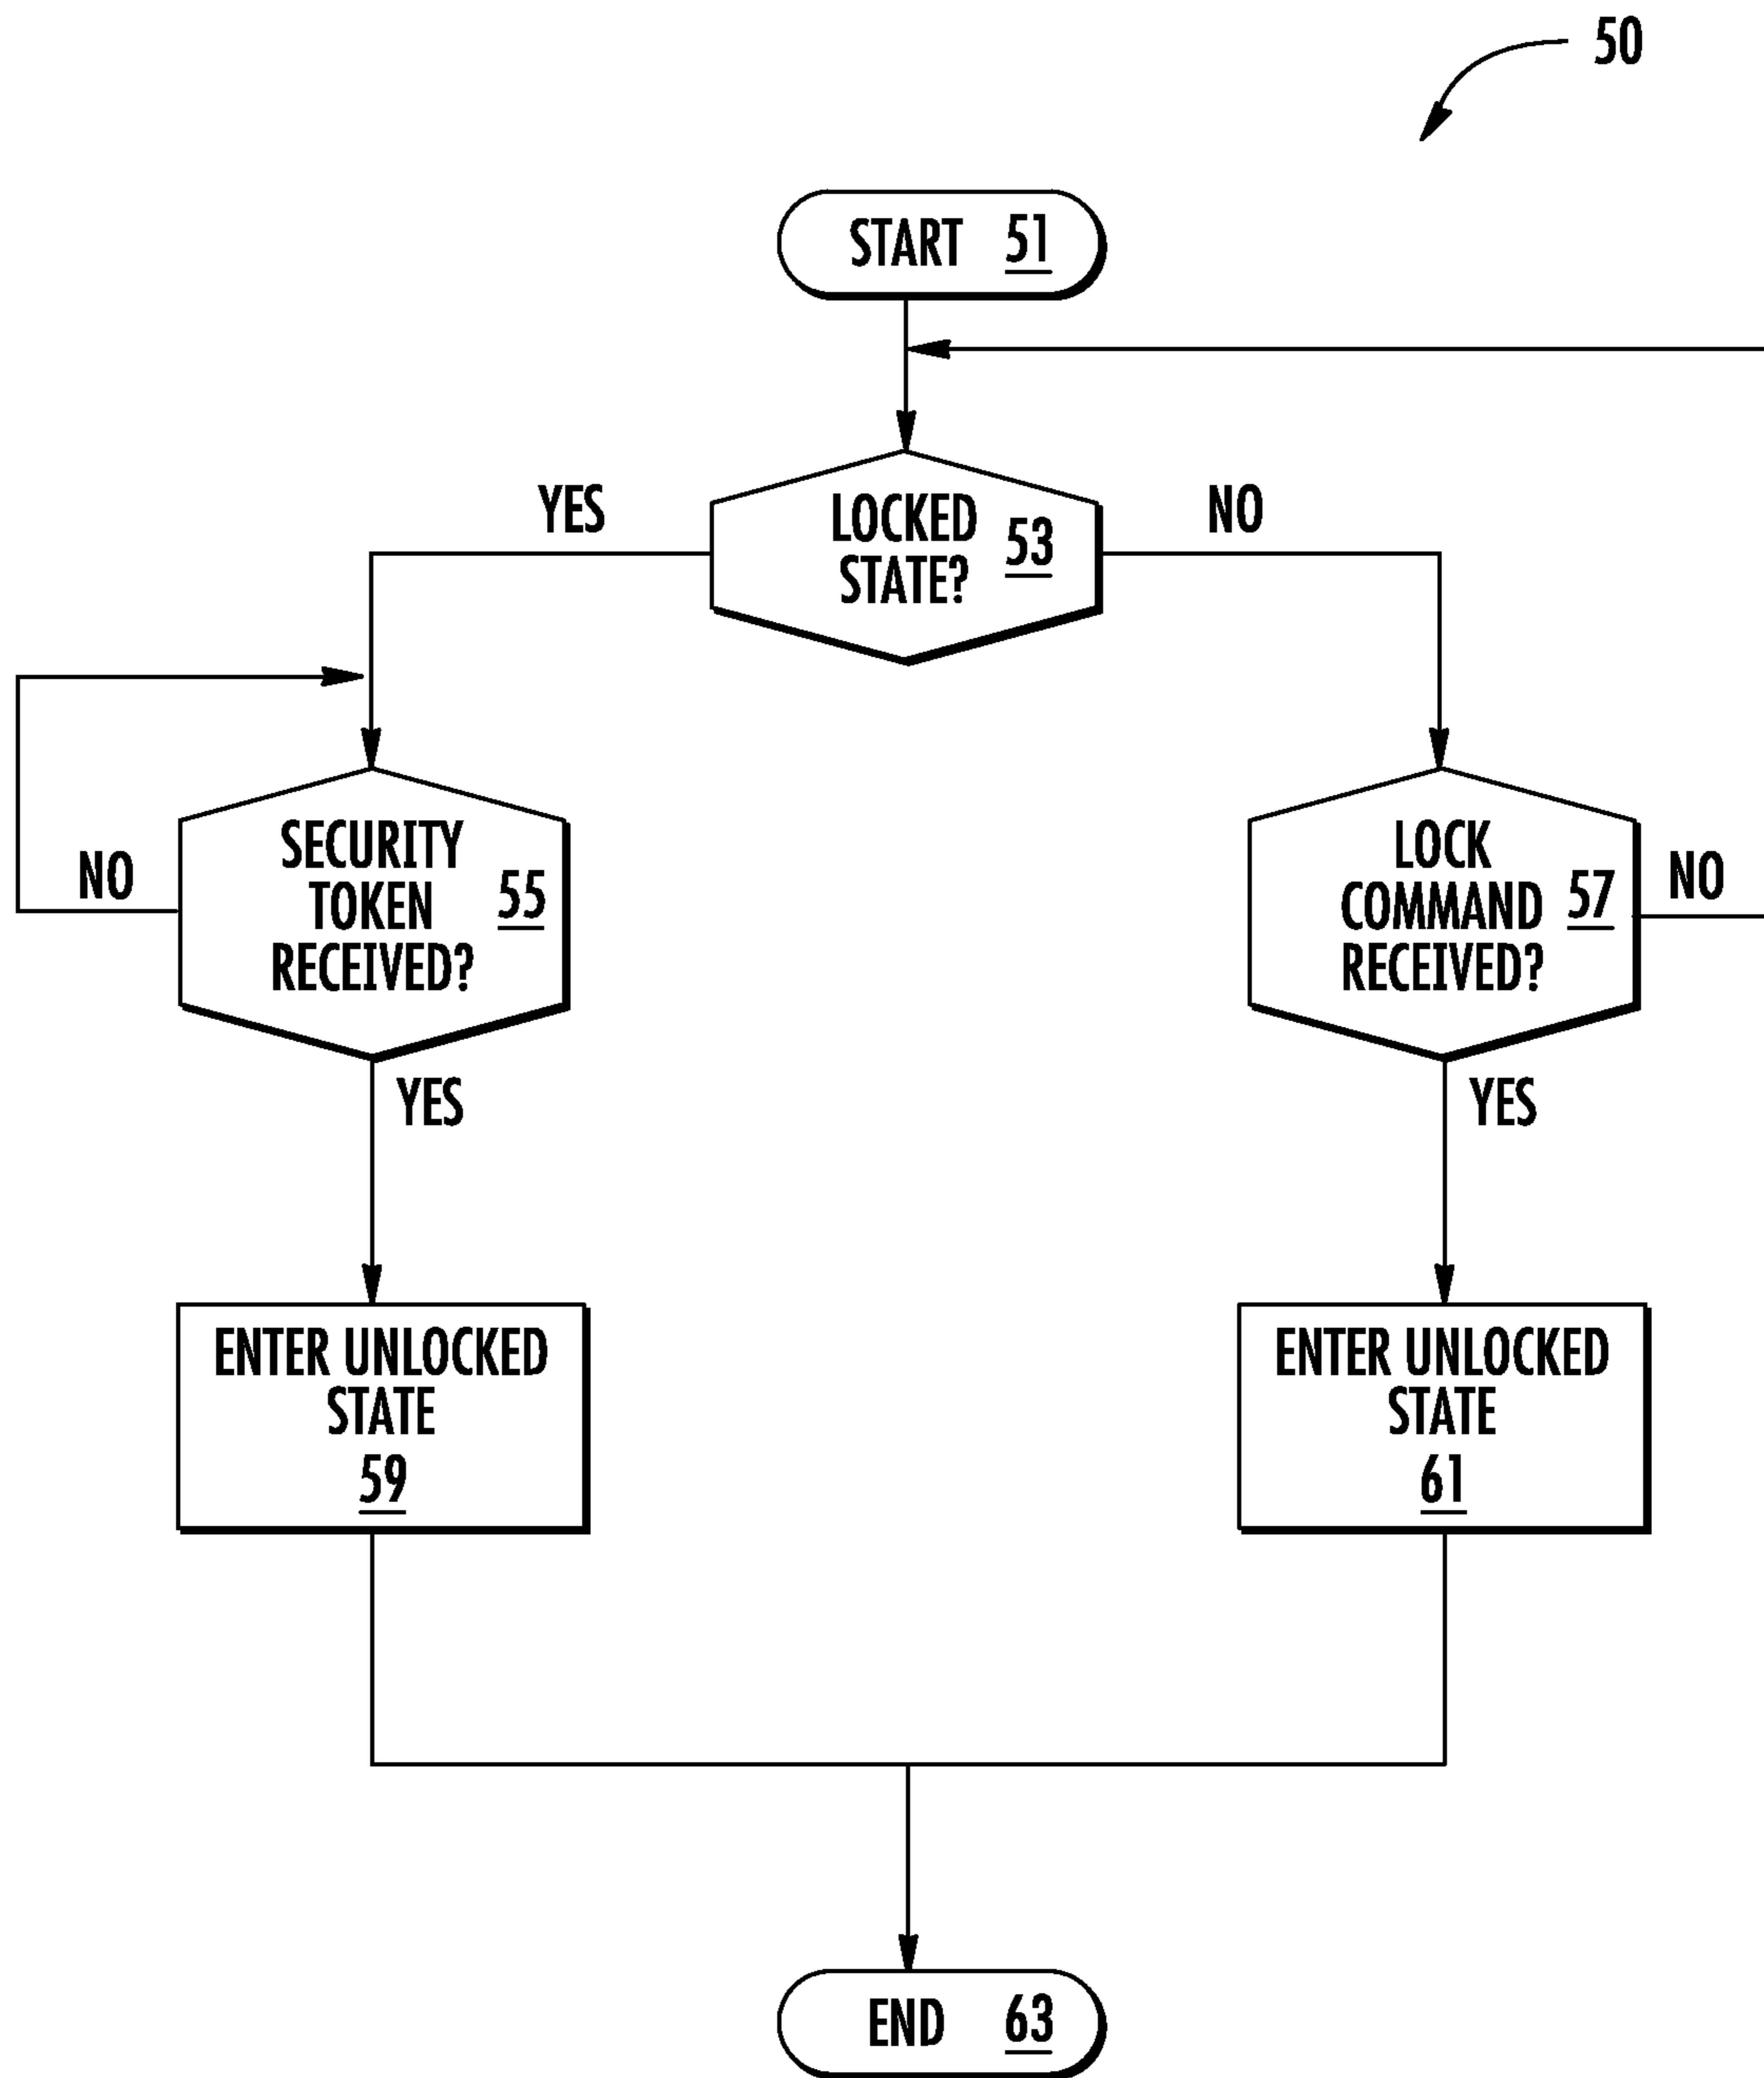 50
START 51
LOCKED
STATE? 53
YES
NO
SECURITY
TOKEN
RECEIVED? 55
NO
YES
LOCK
COMMAND
RECEIVED? 57
NO
YES
ENTER UNLOCKED
STATE
59
ENTER UNLOCKED
STATE
61
END 63